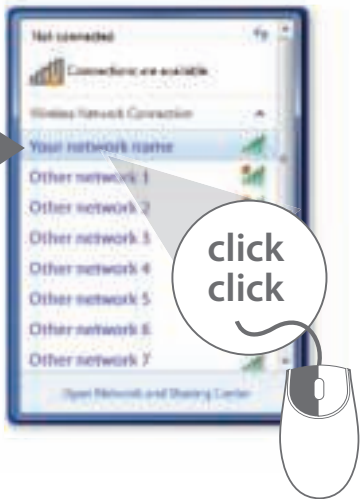 Not connected
Connections are available
Wireless Network Connection
Your network name
Other network 1
Other network 2
Other network 3
Other network 4
Other network 5
Other network 6
Other network 7
Open Network and Sharing Center
click
click